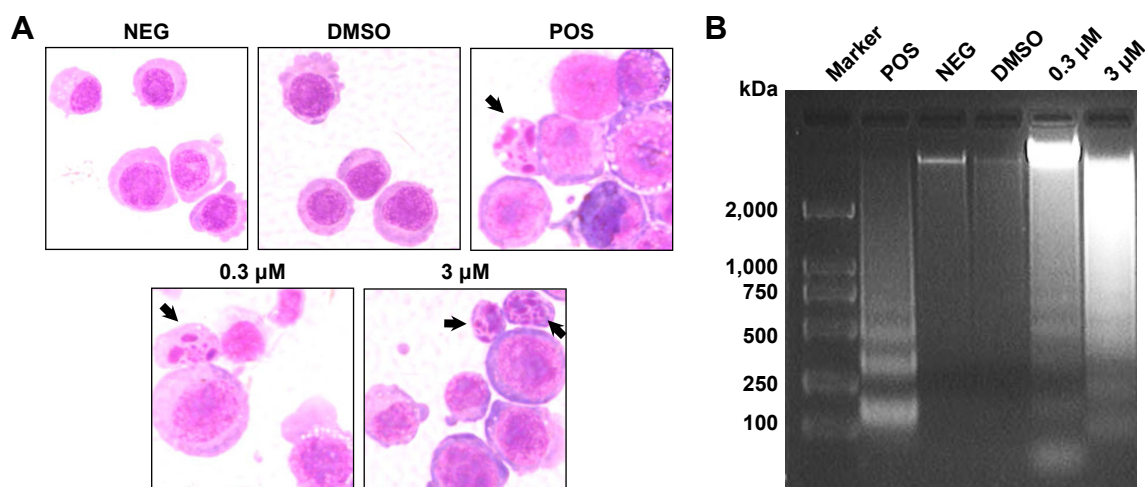 A
NEG
DMSO
POS
0.3 µM
3 µM
B
kDa
Marker
POS
NEG
DMSO
0.3 µM
3 µM
2,000
1,000
750
500
250
100